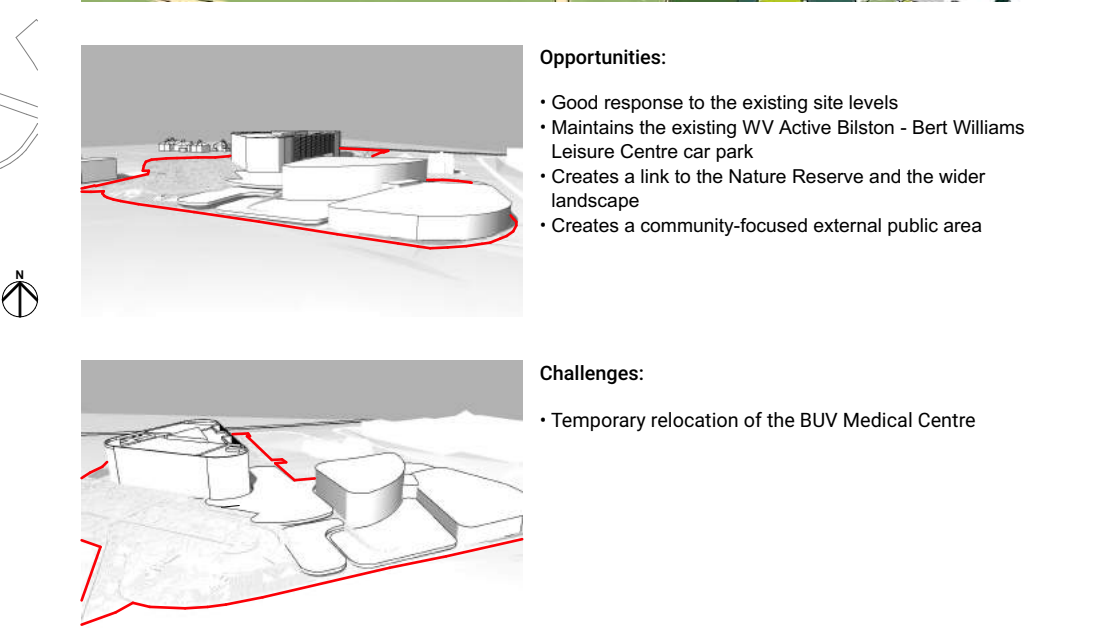 Opportunities:
• Good response to the existing site levels
• Maintains the existing WV Active Bilston - Bert Williams
Leisure Centre car park
• Creates a link to the Nature Reserve and the wider
landscape
• Creates a community-focused external public area
N
Challenges:
• Temporary relocation of the BUV Medical Centre